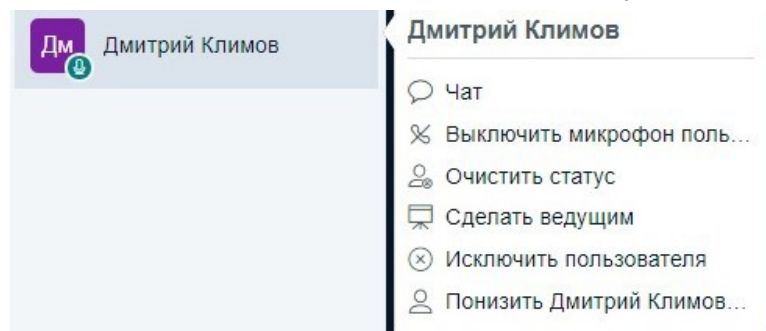 Дм Дмитрий Климов
Дмитрий Климов
Чат
Выключить микрофон поль...
Очистить статус
Сделать ведущим
Исключить пользователя
Понизить Дмитрий Климов...